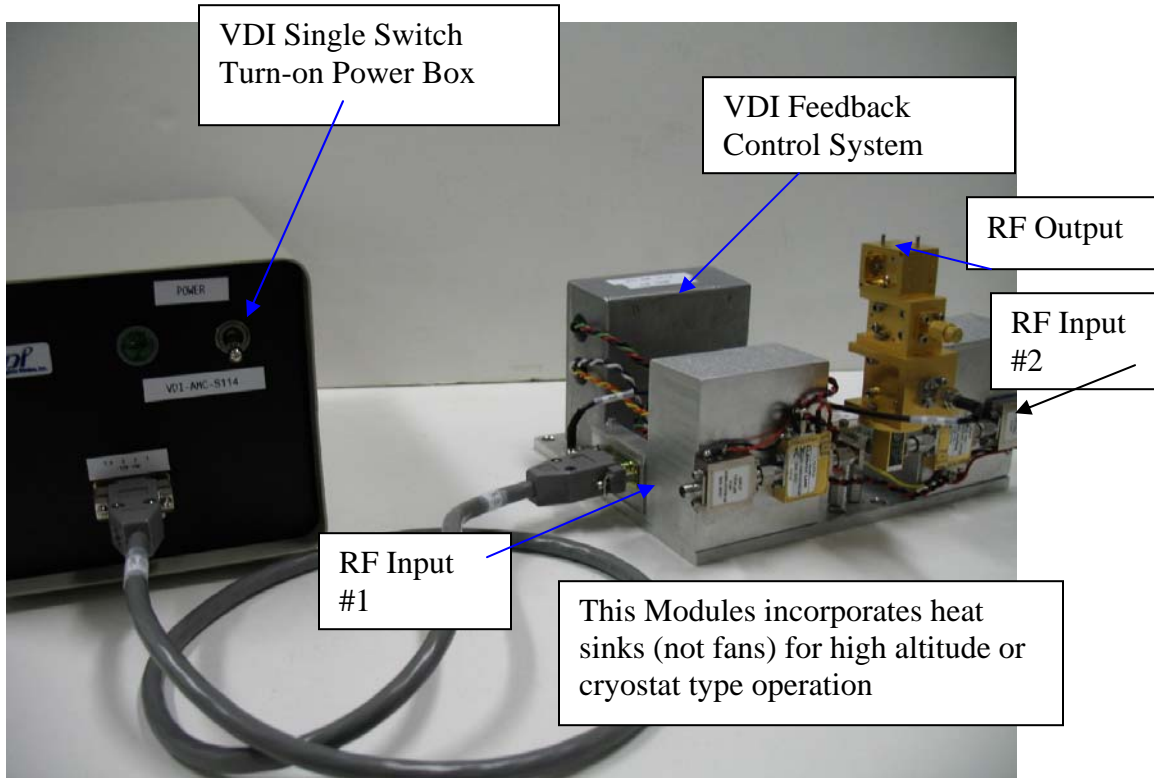 VDI Single Switch
Turn-on Power Box
VDI Feedback
Control System
RF Output
RF Input
#2
POWER
VDI-AMC-S114
RF Input
#1
This Modules incorporates heat
sinks (not fans) for high altitude or
cryostat type operation